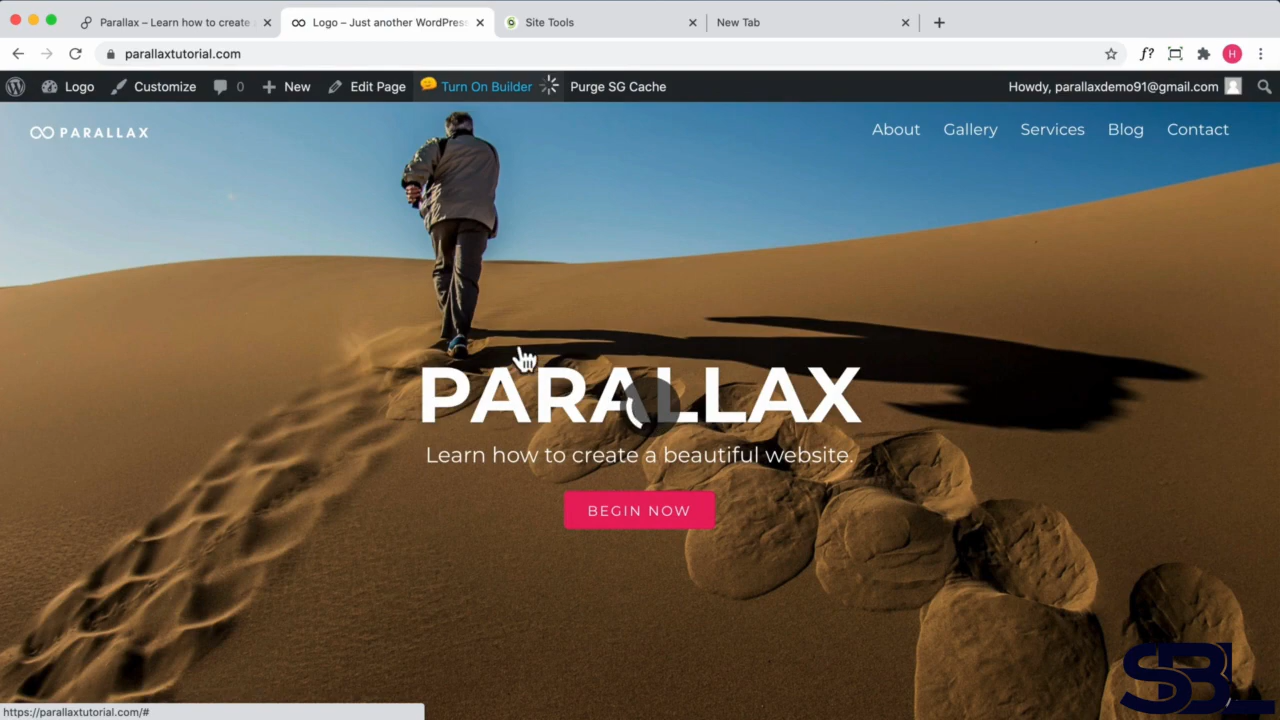 Parallax – Learn how to create
Logo – Just another WordPress
Site Tools
New Tab
parallaxtutorial.com
f?
H
Logo
Customize
0
New
Edit Page
Turn On Builder
Purge SG Cache
Howdy, parallaxdemo91@gmail.com
PARALLAX
About
Gallery
Services
Blog
Contact
PARALLAX
Learn how to create a beautiful website.
BEGIN NOW
https://parallaxtutorial.com/#
SBL